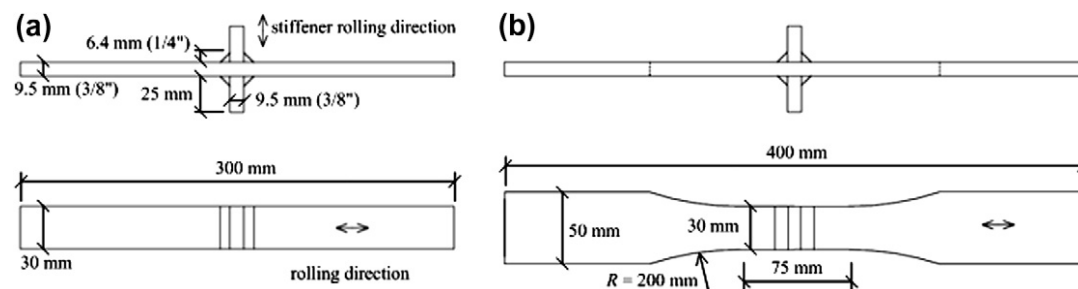 (a)
6.4 mm (1/4")
stiffener rolling direction
9.5 mm (3/8")
25 mm
9.5 mm (3/8")
300 mm
30 mm
rolling direction
(b)
400 mm
50 mm
30 mm
R = 200 mm
75 mm